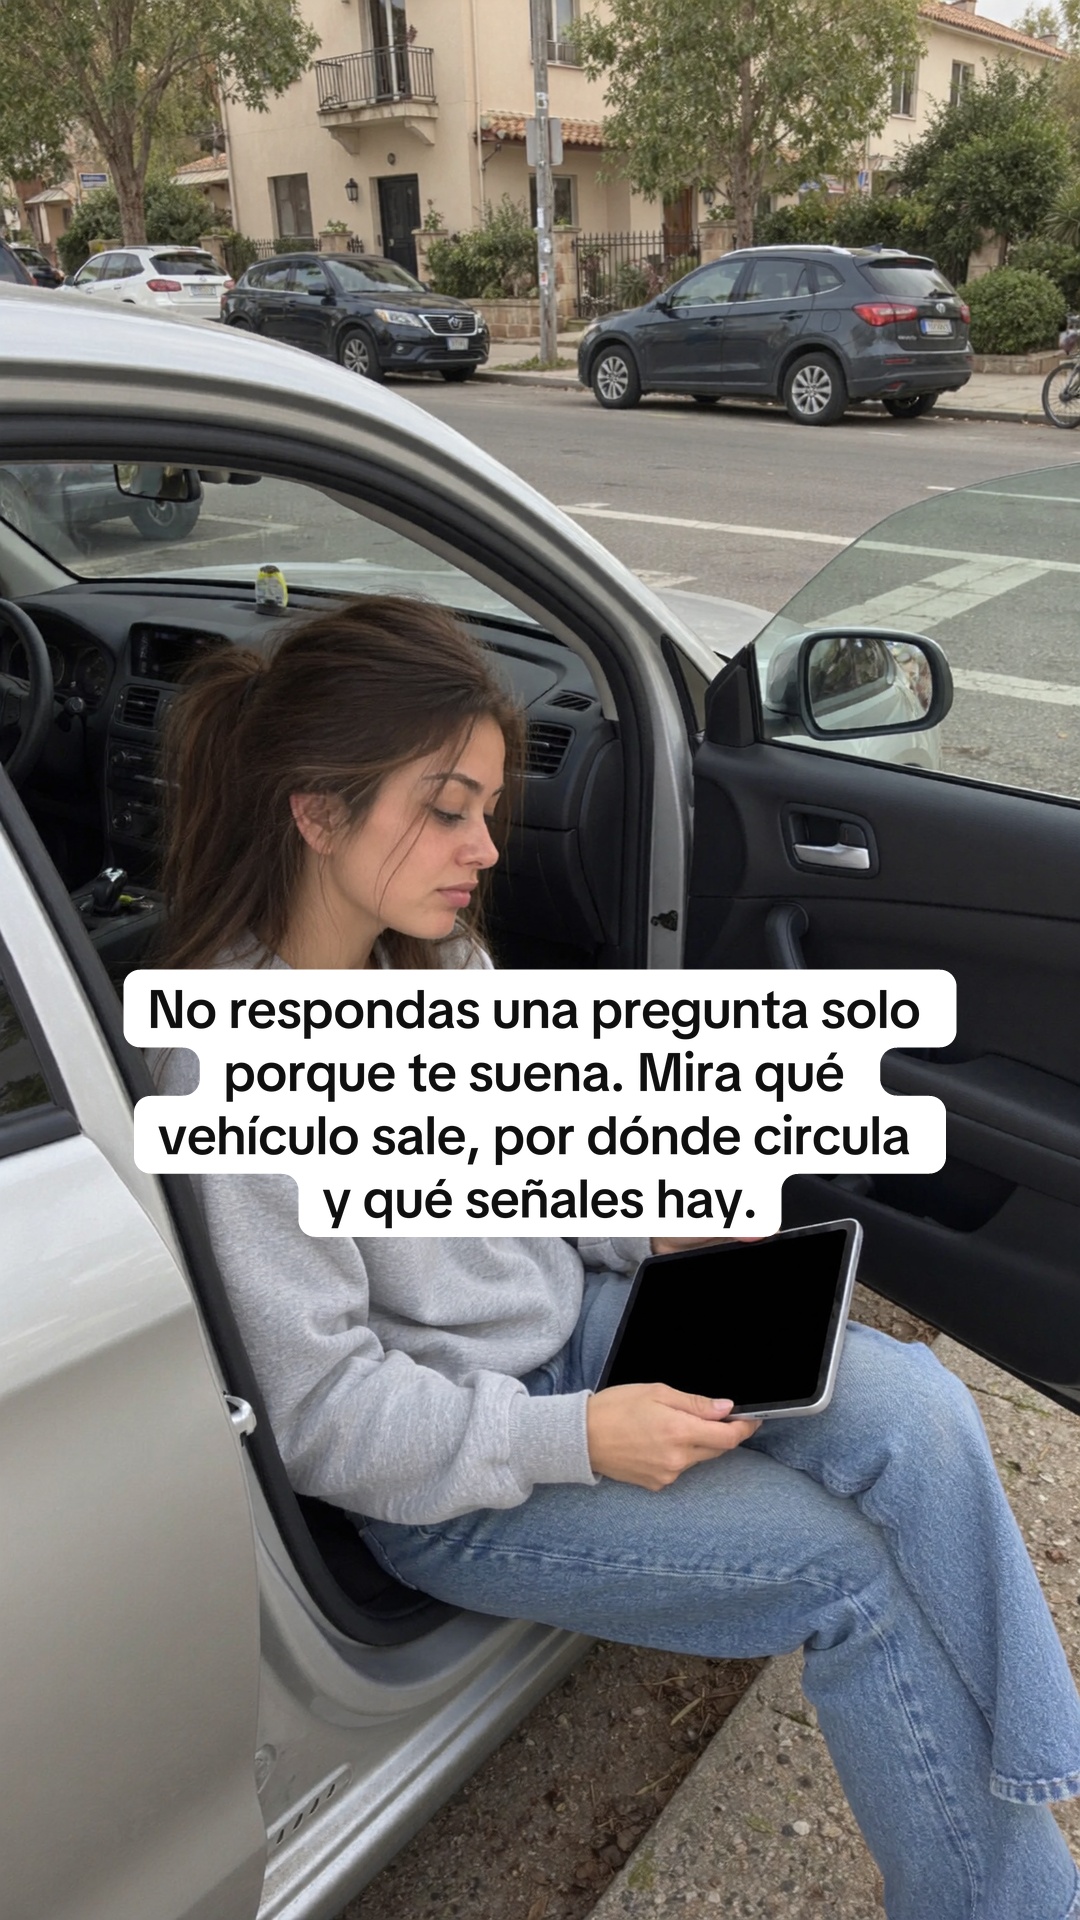 No respondas una pregunta solo
porque te suena. Mira qué
vehículo sale, por dónde circula
y qué señales hay.